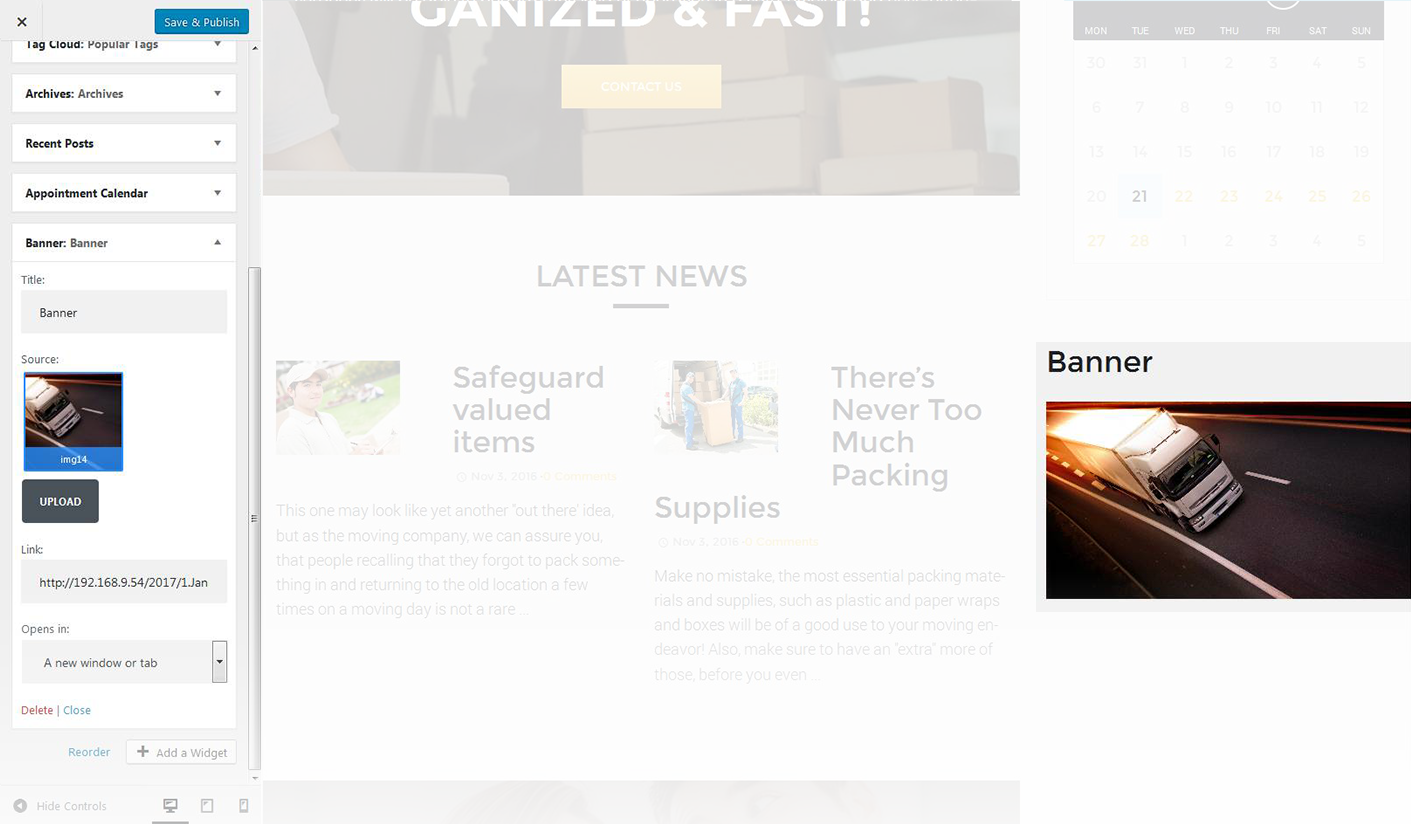 Save & Publish
Tag Cloud: Popular Tags
Archives: Archives
Recent Posts
Appointment Calendar
Banner: Banner
Title:
Banner
Source:
img14
UPLOAD
Link:
http://192.168.9.54/2017/1.Jan
Opens in:
A new window or tab
Delete | Close
Reorder
Add a Widget
Hide Controls
GANIZED & FAST!
CONTACT US
LATEST NEWS
Safeguard
valued
items
Nov 3, 2016 0 Comments
This one may look like yet another "out there' idea,
but as the moving company, we can assure you,
that people recalling that they forgot to pack some-
thing in and returning to the old location a few
times on a moving day is not a rare ...
There's
Never Too
Much
Packing
Supplies
Nov 3, 2016 0 Comments
Make no mistake, the most essential packing mate-
rials and supplies, such as plastic and paper wraps
and boxes will be of a good use to your moving en-
deavor! Also, make sure to have an "extra" more of
those, before you even ...
MON TUE WED THU FRI SAT SUN
30 31 1 2 3 4 5
6 7 8 9 10 11 12
13 14 15 16 17 18 19
20 21 22 23 24 25 26
27 28 1 2 3 4 5
Banner